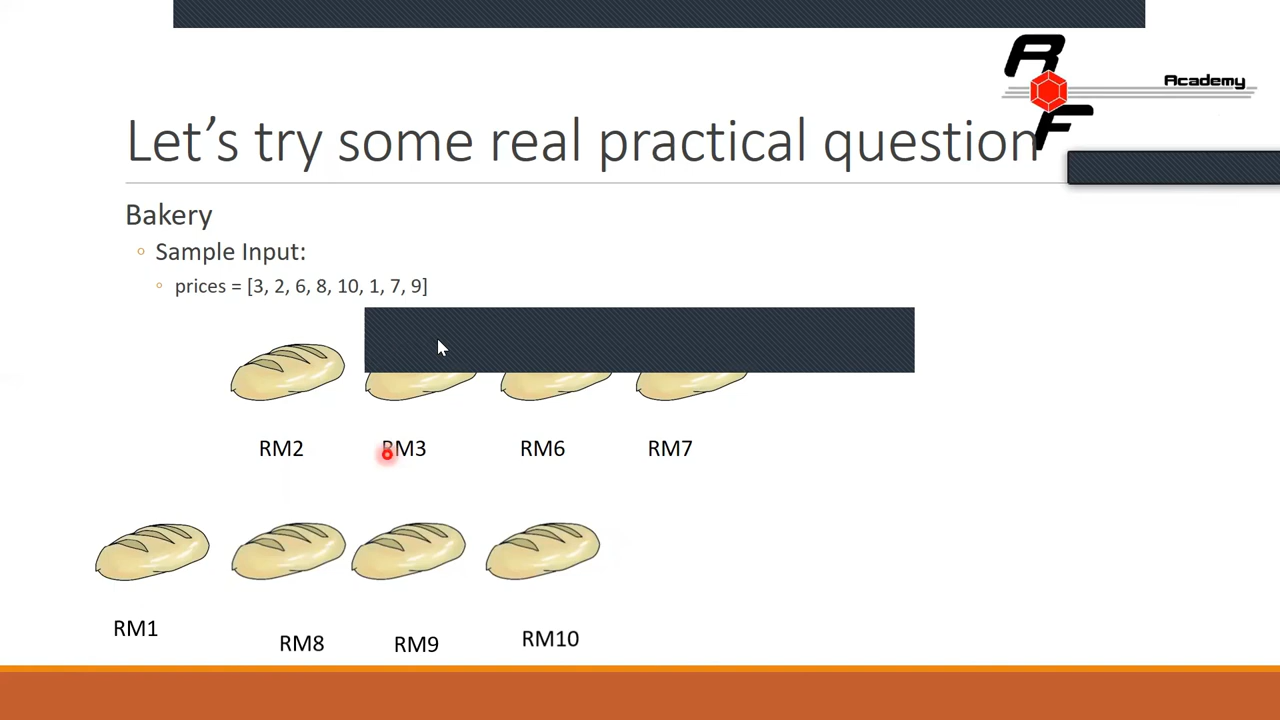 R
F
Academy
Let's try some real practical question
Bakery
Sample Input:
prices = [3, 2, 6, 8, 10, 1, 7, 9]
RM2 RM3 RM6 RM7
RM1 RM8 RM9 RM10